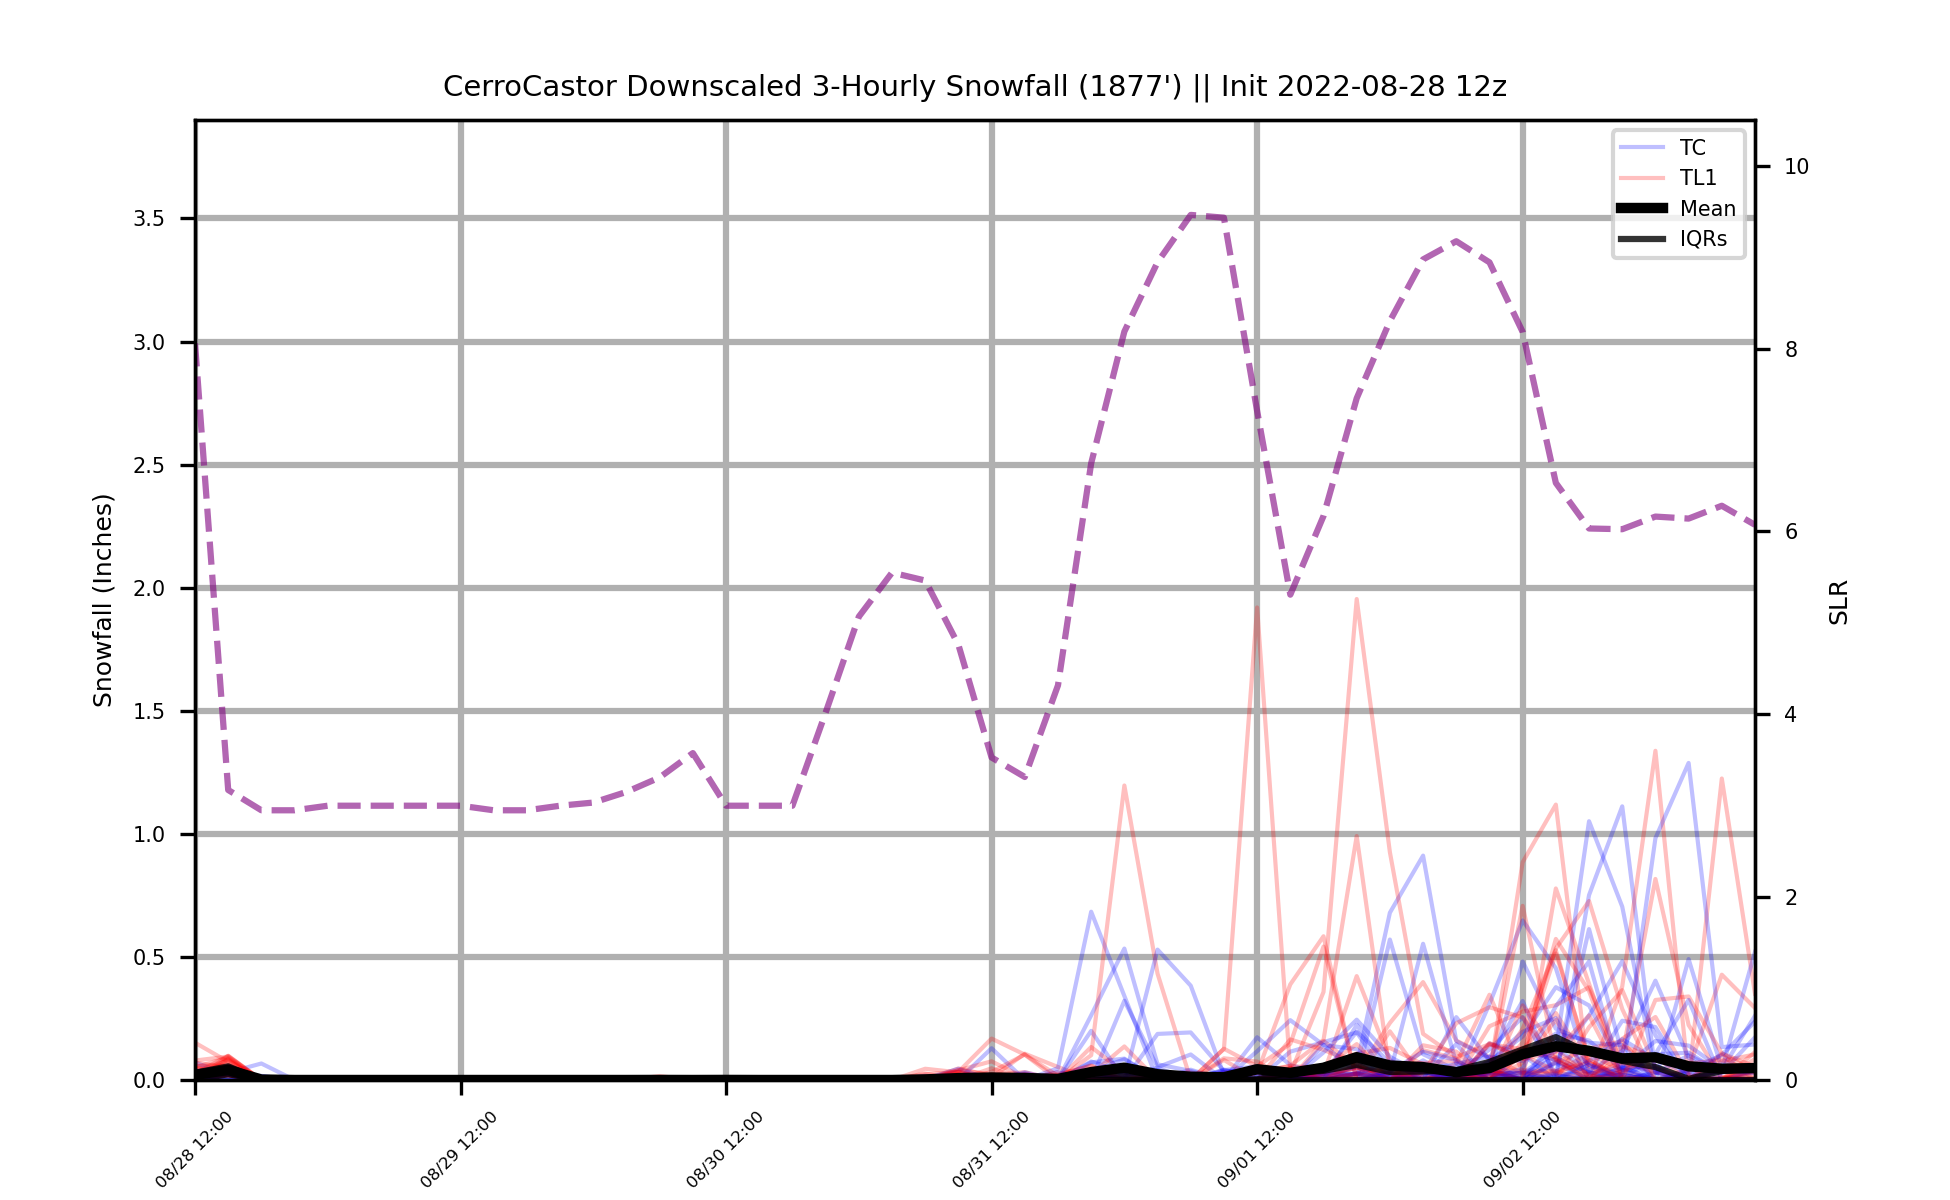 CerroCastor Downscaled 3-Hourly Snowfall (1877') || Init 2022-08-28 12z
TC
TL1
Mean
IQRs
Snowfall (Inches)
3.5
3.0
2.5
2.0
1.5
1.0
0.5
0.0
10
8
6
4
2
0
SLR
08/28 12:00
08/29 12:00
08/30 12:00
08/31 12:00
09/01 12:00
09/02 12:00